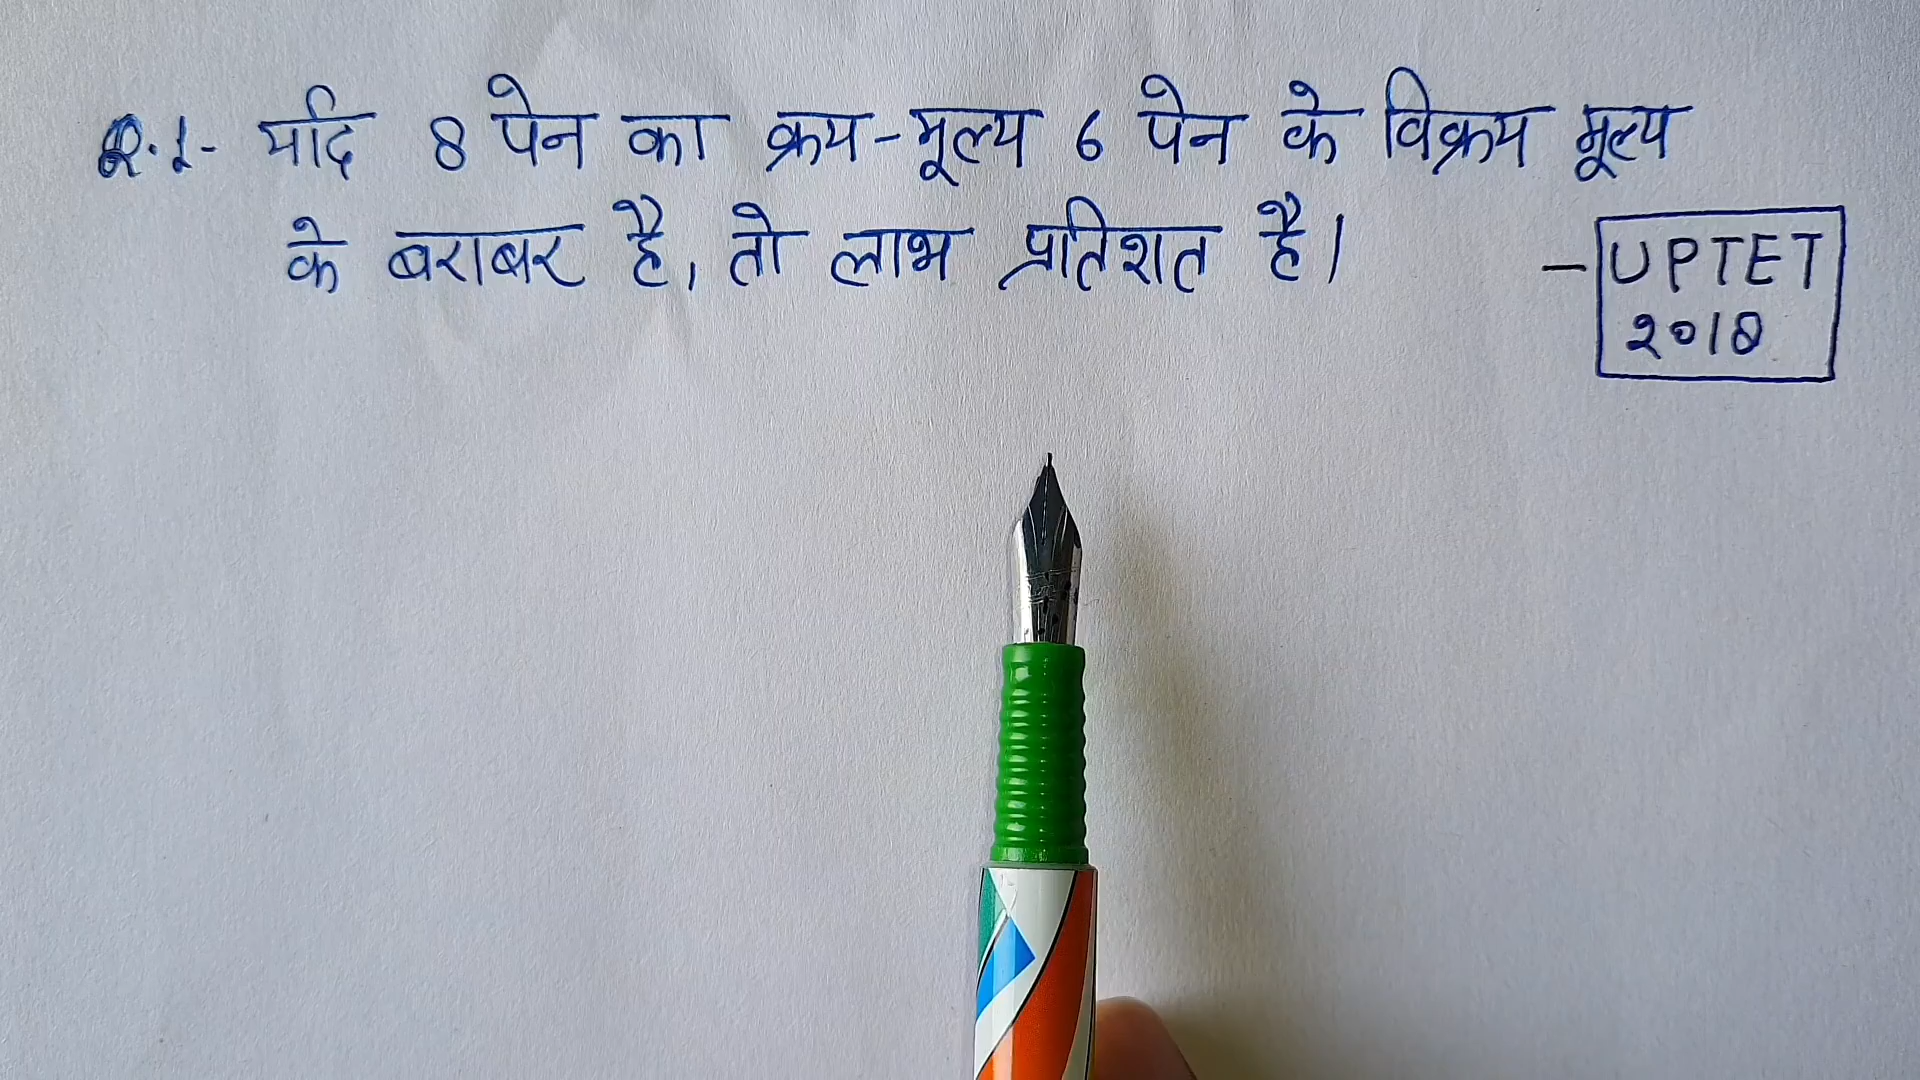 Q.1- यदि 8 पेन का क्रय-मूल्य 6 पेन के विक्रय मूल्य
के बराबर है, तो लाभ प्रतिशत है।
- UPTET
2018